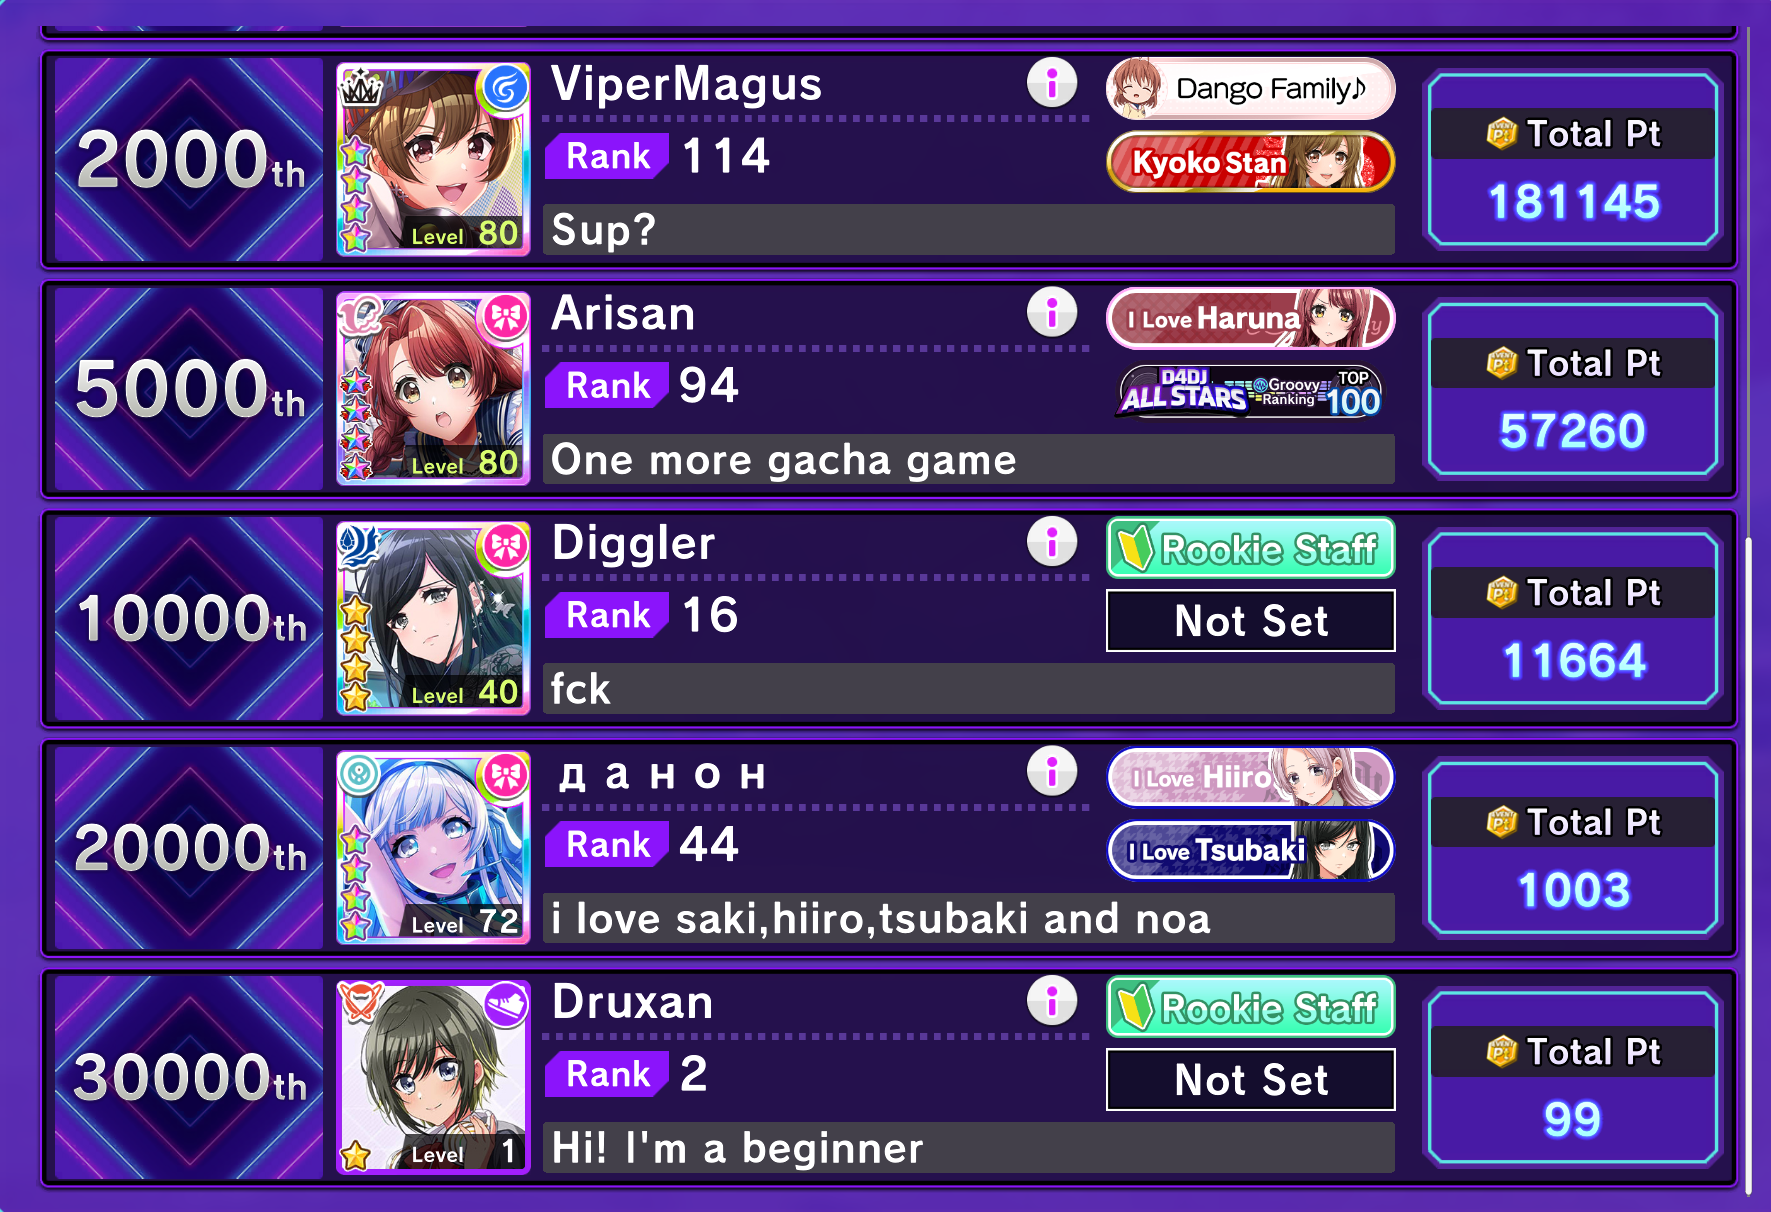 2000th
Level 80
ViperMagus
Rank 114
Sup?
Dango Family♪
Kyoko Stan
Total Pt
181145
5000th
Level 80
Arisan
Rank 94
One more gacha game
I Love Haruna
D4DJ ALL STARS Groovy Ranking TOP 100
Total Pt
57260
10000th
Level 40
Diggler
Rank 16
fck
Rookie Staff
Not Set
Total Pt
11664
20000th
Level 72
д а н о н
Rank 44
i love saki,hiiro,tsubaki and noa
I Love Hiiro
I Love Tsubaki
Total Pt
1003
30000th
Level 1
Druxan
Rank 2
Hi! I'm a beginner
Rookie Staff
Not Set
Total Pt
99